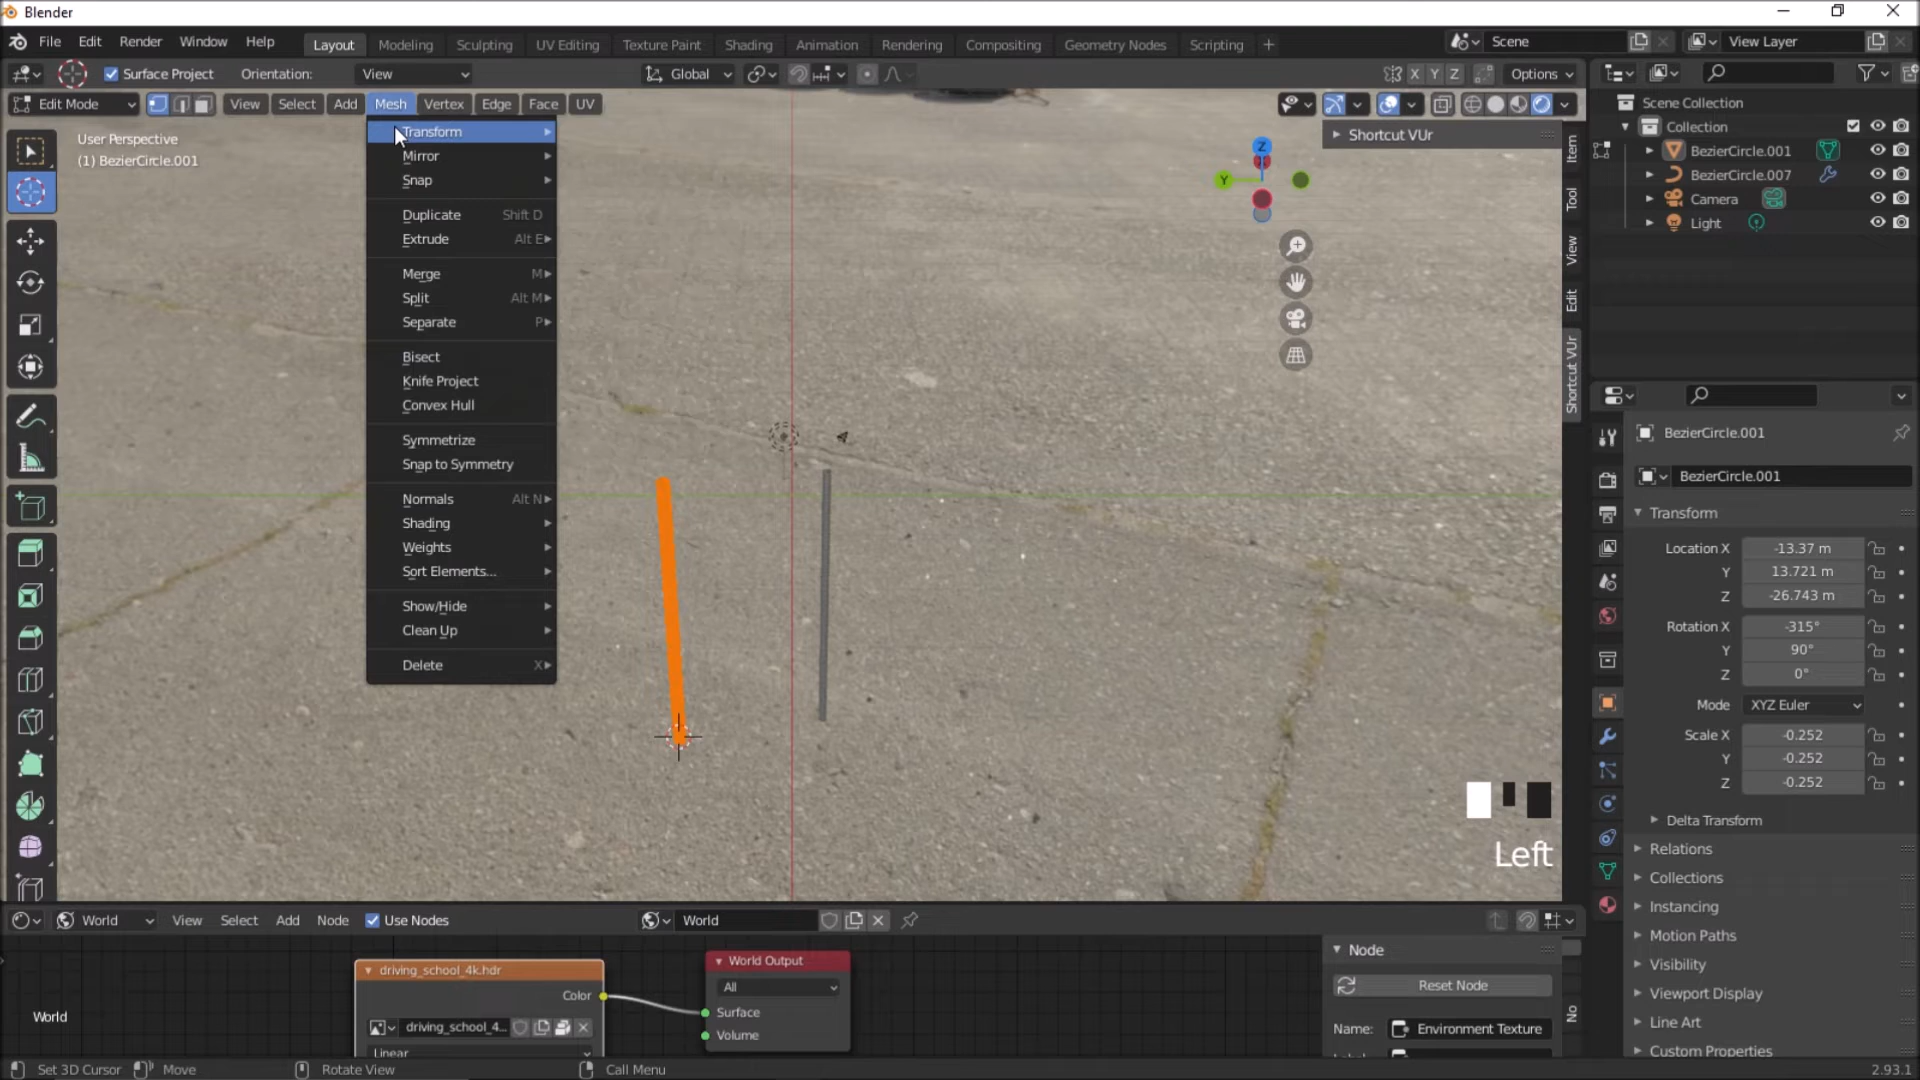 Blender
File Edit Render Window Help Layout Modeling Sculpting UV Editing Texture Paint Shading Animation Rendering Compositing Geometry Nodes Scripting + Scene View Layer
Surface Project Orientation: View Global X Y Z Options
Edit Mode View Select Add Mesh Vertex Edge Face UV
User Perspective
(1) BezierCircle.001
Transform
Mirror
Snap
Duplicate Shift D
Extrude Alt E
Merge M
Split Alt M
Separate P
Bisect
Knife Project
Convex Hull
Symmetrize
Snap to Symmetry
Normals Alt N
Shading
Weights
Sort Elements...
Show/Hide
Clean Up
Delete X
Shortcut VUr
Z
Y
Item
Tool
View
Edit
Shortcut VUr
Left
Scene Collection
Collection
BezierCircle.001
BezierCircle.007
Camera
Light
BezierCircle.001
BezierCircle.001
Transform
Location X -13.37 m
Y 13.721 m
Z -26.743 m
Rotation X -315°
Y 90°
Z 0°
Mode XYZ Euler
Scale X -0.252
Y -0.252
Z -0.252
Delta Transform
Relations
Collections
Instancing
Motion Paths
Visibility
Viewport Display
Line Art
Custom Properties
World View Select Add Node Use Nodes World
driving_school_4k.hdr
Color
driving_school_4...
Linear
World Output
All
Surface
Volume
World
Node
Reset Node
Name: Environment Texture
No
Set 3D Cursor Move Rotate View Call Menu 2.93.1